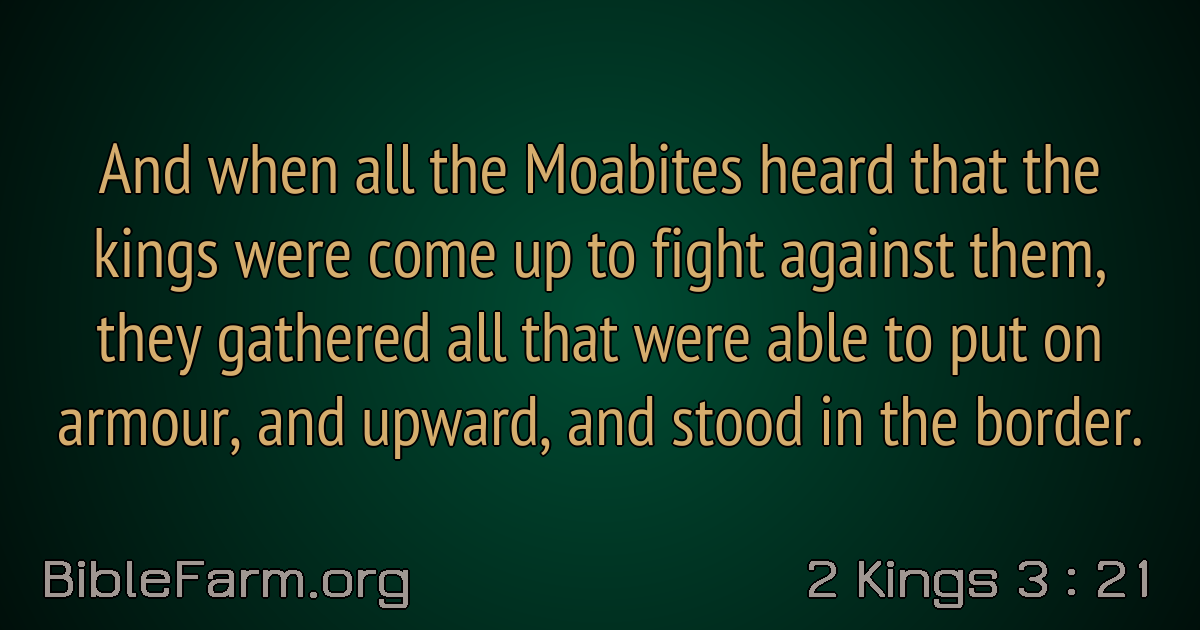 And when all the Moabites heard that the
kings were come up to fight against them,
they gathered all that were able to put on
armour, and upward, and stood in the border.
BibleFarm.org
2 Kings 3 : 21